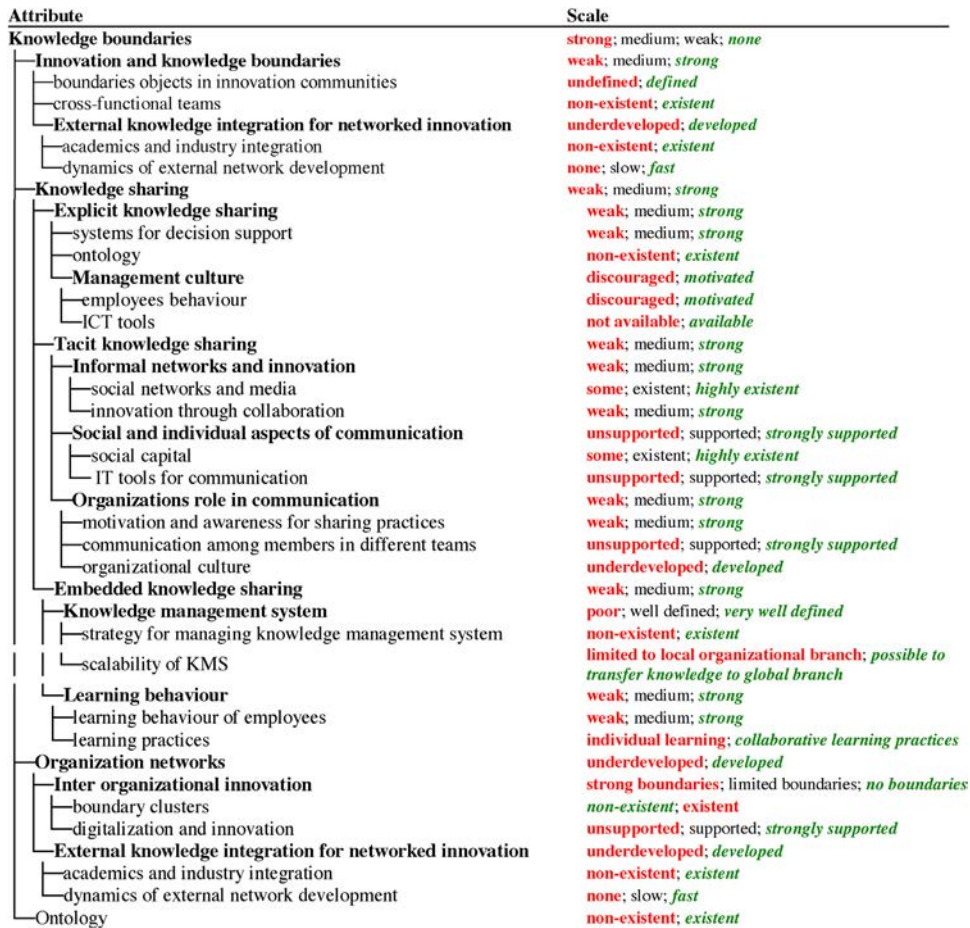 Attribute Scale
Knowledge boundaries strong; medium; weak; none
Innovation and knowledge boundaries weak; medium; strong
boundaries objects in innovation communities undefined; defined
cross-functional teams non-existent; existent
External knowledge integration for networked innovation underdeveloped; developed
academics and industry integration non-existent; existent
dynamics of external network development none; slow; fast
Knowledge sharing weak; medium; strong
Explicit knowledge sharing weak; medium; strong
systems for decision support weak; medium; strong
ontology non-existent; existent
Management culture discouraged; motivated
employees behaviour discouraged; motivated
ICT tools not available; available
Tacit knowledge sharing weak; medium; strong
Informal networks and innovation weak; medium; strong
social networks and media some; existent; highly existent
innovation through collaboration weak; medium; strong
Social and individual aspects of communication unsupported; supported; strongly supported
social capital some; existent; highly existent
IT tools for communication unsupported; supported; strongly supported
Organizations role in communication weak; medium; strong
motivation and awareness for sharing practices weak; medium; strong
communication among members in different teams unsupported; supported; strongly supported
organizational culture underdeveloped; developed
Embedded knowledge sharing weak; medium; strong
Knowledge management system poor; well defined; very well defined
strategy for managing knowledge management system non-existent; existent
scalability of KMS limited to local organizational branch; possible to
transfer knowledge to global branch
Learning behaviour weak; medium; strong
learning behaviour of employees weak; medium; strong
learning practices individual learning; collaborative learning practices
Organization networks underdeveloped; developed
Inter organizational innovation strong boundaries; limited boundaries; no boundaries
boundary clusters non-existent; existent
digitalization and innovation unsupported; supported; strongly supported
External knowledge integration for networked innovation underdeveloped; developed
academics and industry integration non-existent; existent
dynamics of external network development none; slow; fast
Ontology non-existent; existent